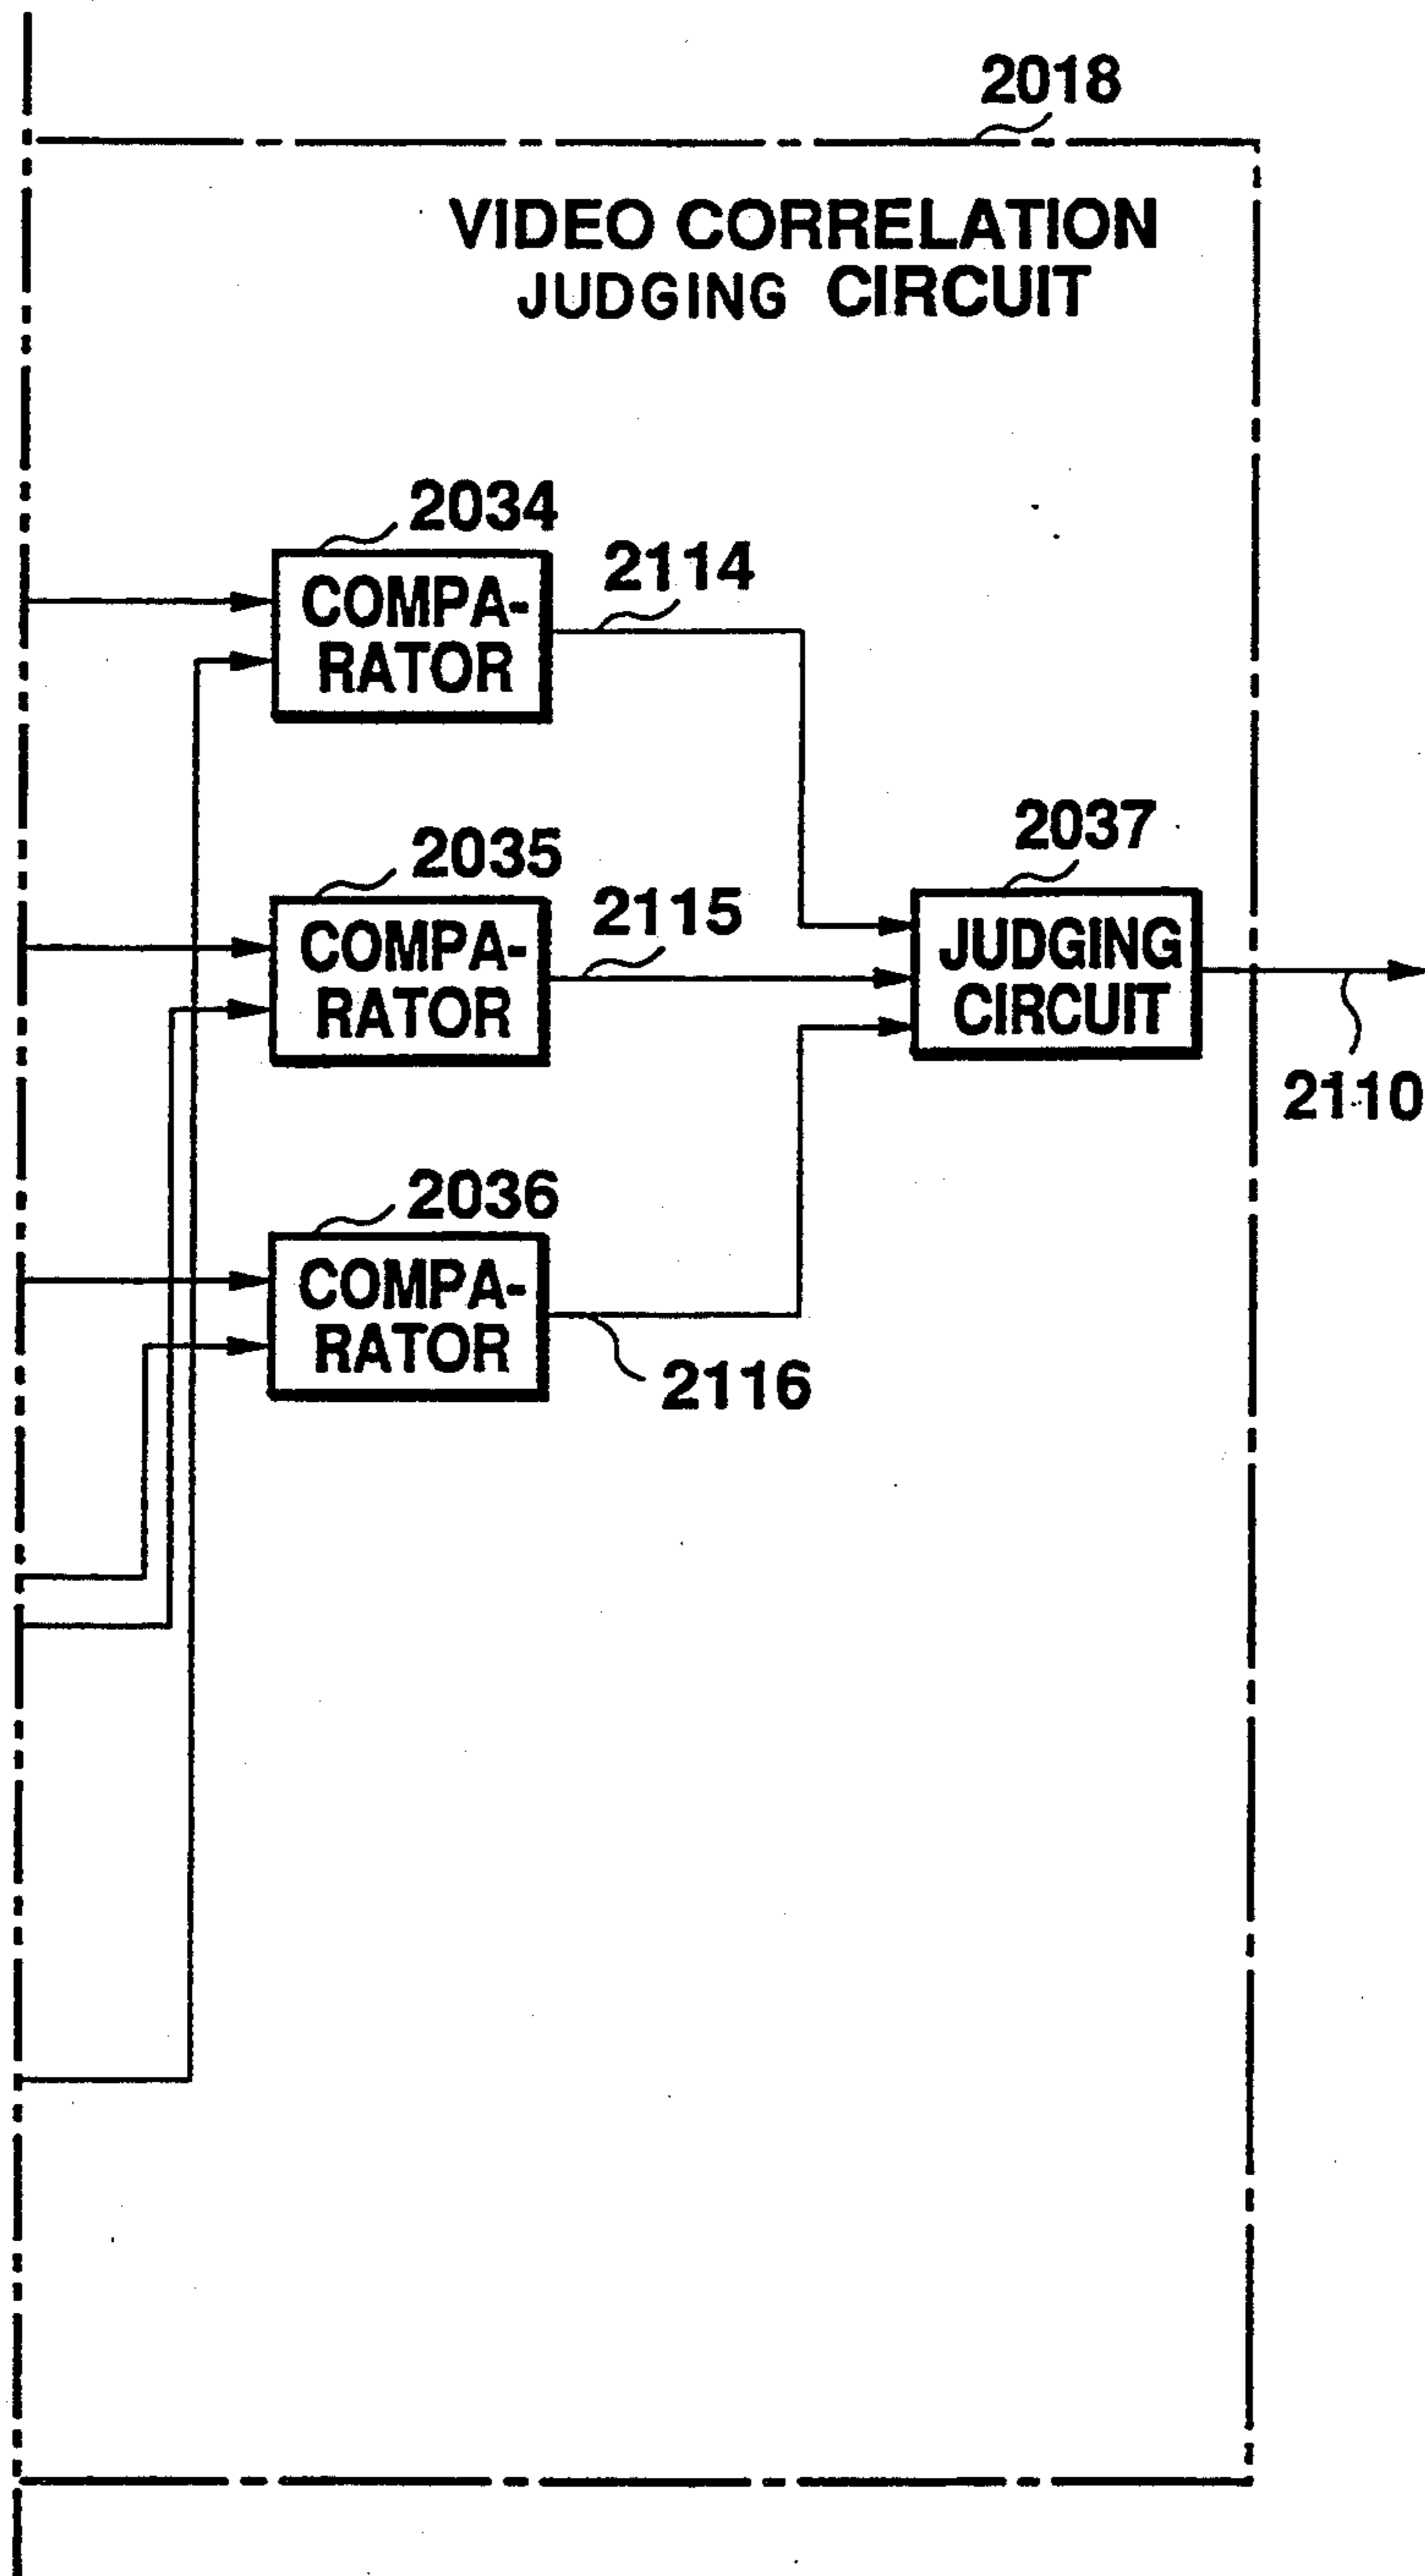 2018
VIDEO CORRELATION
JUDGING CIRCUIT
2034
COMPA-
RATOR
2114
2035
COMPA-
RATOR
2115
2037
JUDGING
CIRCUIT
2110
2036
COMPA-
RATOR
2116